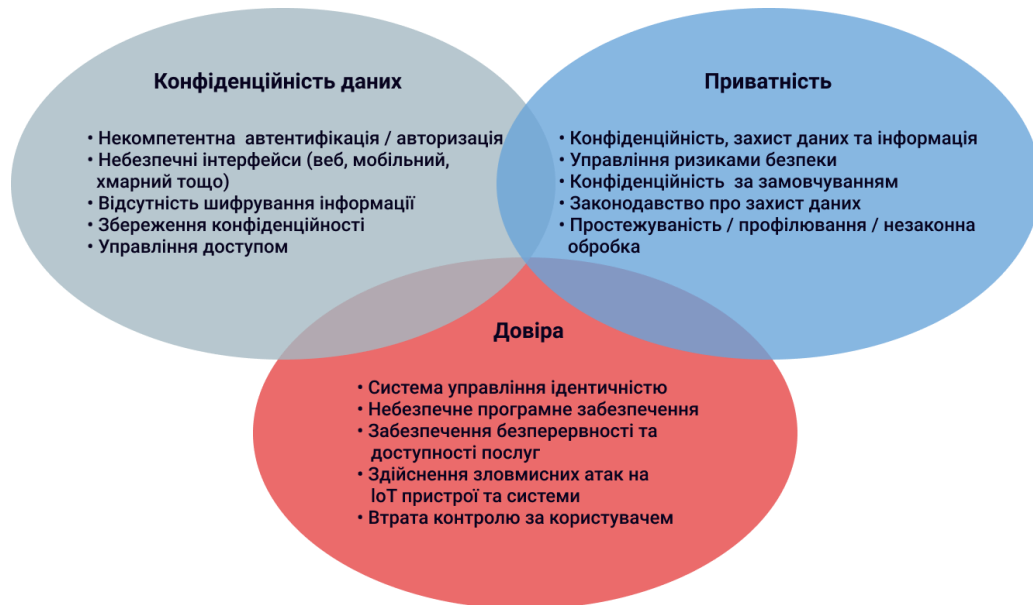 Конфіденційність даних
• Некомпетентна автентифікація / авторизація
• Небезпечні інтерфейси (веб, мобільний,
хмарний тощо)
• Відсутність шифрування інформації
• Збереження конфіденційності
• Управління доступом
Приватність
• Конфіденційність, захист даних та інформація
• Управління ризиками безпеки
• Конфіденційність за замовчуванням
• Законодавство про захист даних
• Простежуваність / профілювання / незаконна
обробка
Довіра
• Система управління ідентичністю
• Небезпечне програмне забезпечення
• Забезпечення безперервності та
доступності послуг
• Здійснення зловмисних атак на
IoT пристрої та системи
• Втрата контролю за користувачем